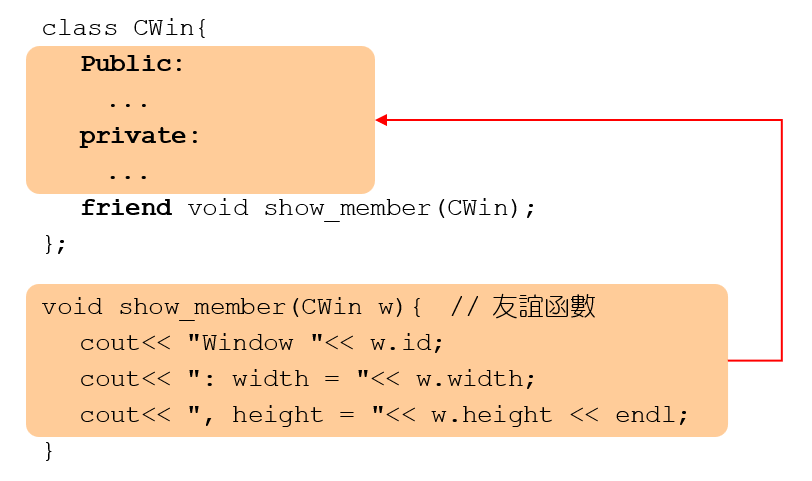 class CWin{
Public:
...
private:
...
friend void show_member(CWin);
};
void show_member(CWin w){ // 友誼函數
cout<< "Window "<< w.id;
cout<< ": width = "<< w.width;
cout<< ", height = "<< w.height << endl;
}